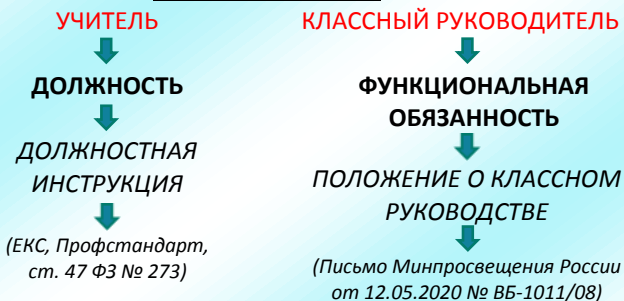 УЧИТЕЛЬ
ДОЛЖНОСТЬ
ДОЛЖНОСТНАЯ
ИНСТРУКЦИЯ
(ЕКС, Профстандарт,
ст. 47 ФЗ № 273)
КЛАССНЫЙ РУКОВОДИТЕЛЬ
ФУНКЦИОНАЛЬНАЯ
ОБЯЗАННОСТЬ
ПОЛОЖЕНИЕ О КЛАССНОМ
РУКОВОДСТВЕ
(Письмо Минпросвещения России
от 12.05.2020 № ВБ-1011/08)